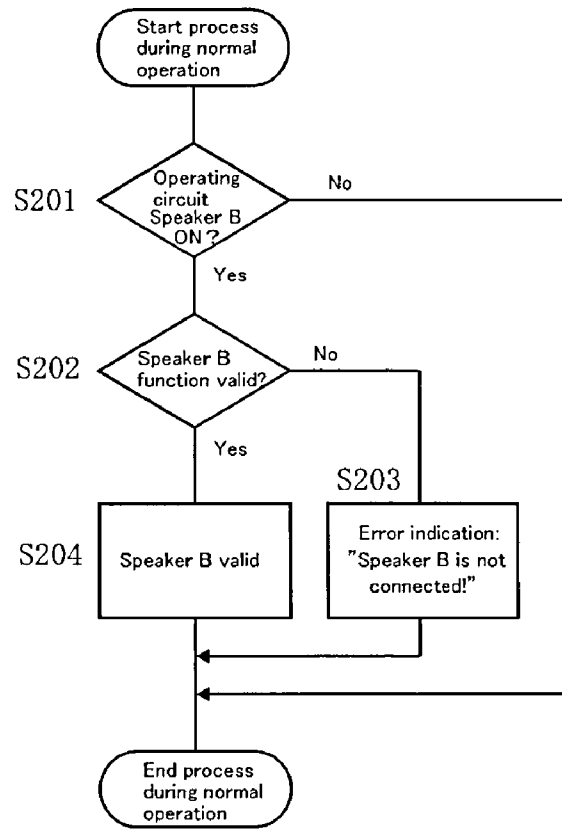 Start process
during normal
operation
S201
Operating
circuit
Speaker B
ON?
No
Yes
S202
Speaker B
function valid?
No
Yes
S203
S204
Speaker B valid
Error indication:
"Speaker B is not
connected!"
End process
during normal
operation